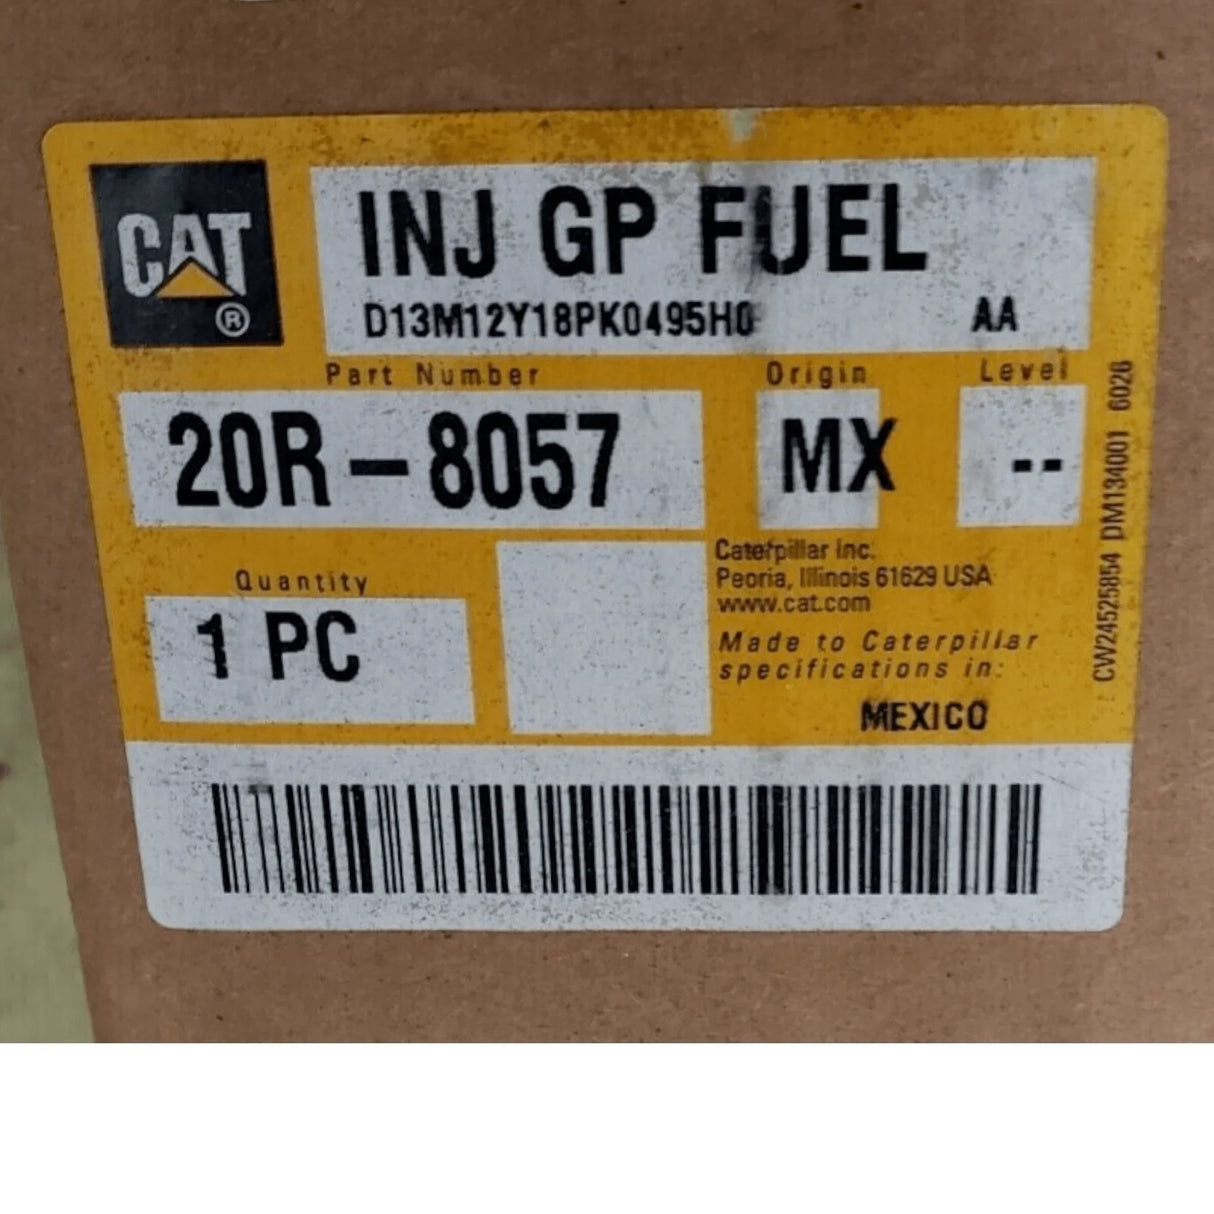 CAT
®
INJ GP FUEL
D13M12Y18PK0495H0 AA
Part Number Origin Level
20R-8057 MX --
Quantity
1 PC
Caterpillar Inc.
Peoria, Illinois 61629 USA
www.cat.com
Made to Caterpillar
specifications in:
MEXICO
CW24525854 DM134001 6026